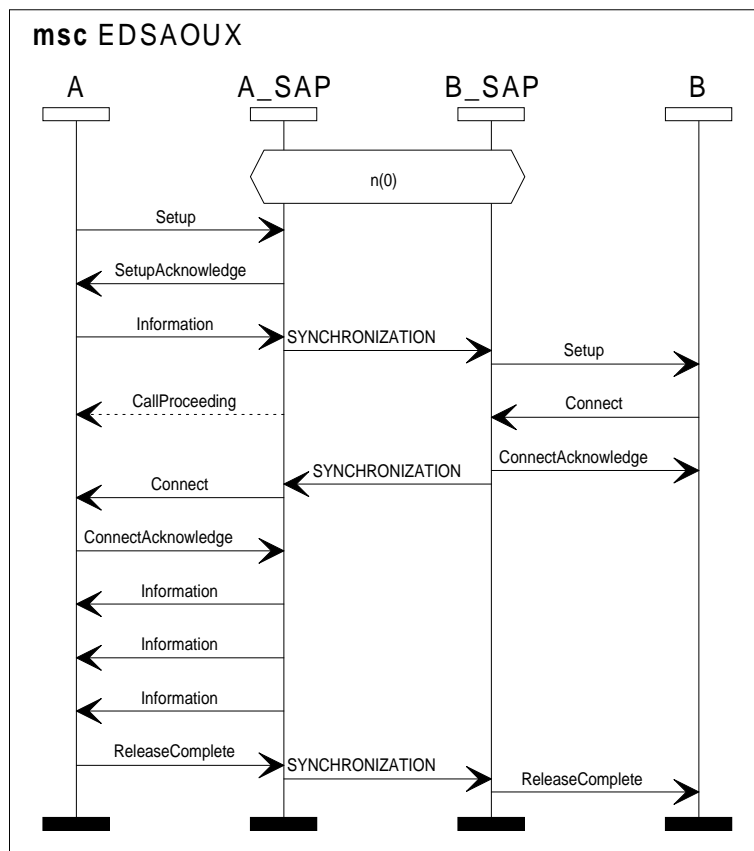 msc EDSAOUX
A A_SAP B_SAP B
n(0)
Setup
SetupAcknowledge
Information
SYNCHRONIZATION
Setup
CallProceeding
Connect
ConnectAcknowledge
SYNCHRONIZATION
Connect
ConnectAcknowledge
Information
Information
Information
ReleaseComplete
SYNCHRONIZATION
ReleaseComplete